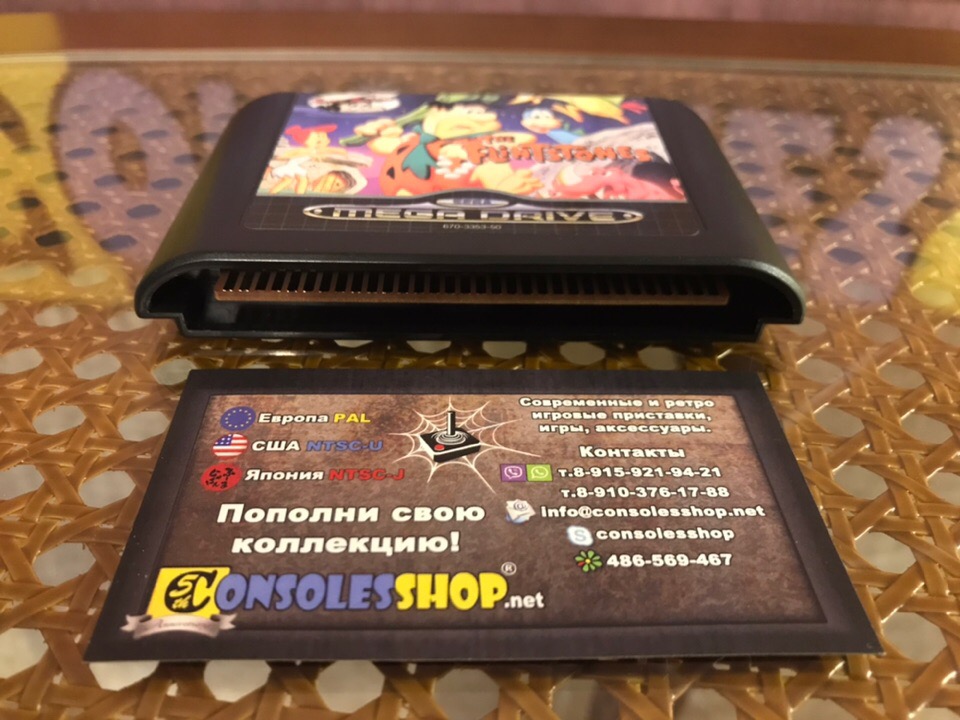 THE
FLINTSTONES
SEGA
MEGA DRIVE
670-3353-50
Европа PAL
США NTSC-U
Япония NTSC-J
Пополни свою
коллекцию!
CONSOLESSHOP®.net
Современные и ретро
игровые приставки,
игры, аксессуары.
Контакты
т.8-915-921-94-21
т.8-910-376-17-88
info@consolesshop.net
consolesshop
486-569-467